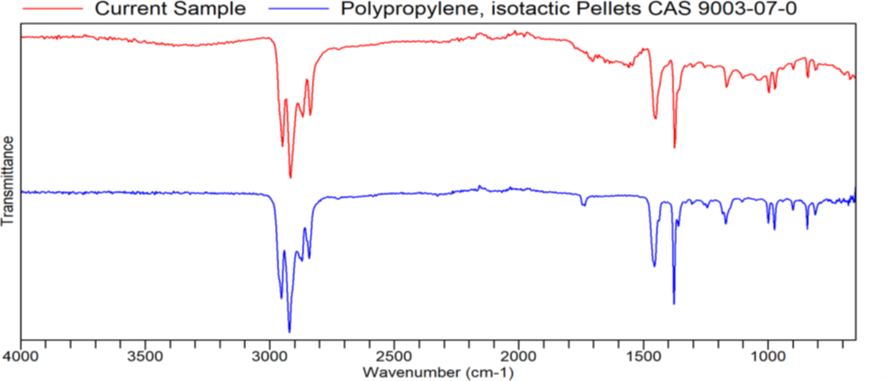 Current Sample Polypropylene, isotactic Pellets CAS 9003-07-0
Transmittance
4000 3500 3000 2500 2000 1500 1000
Wavenumber (cm-1)